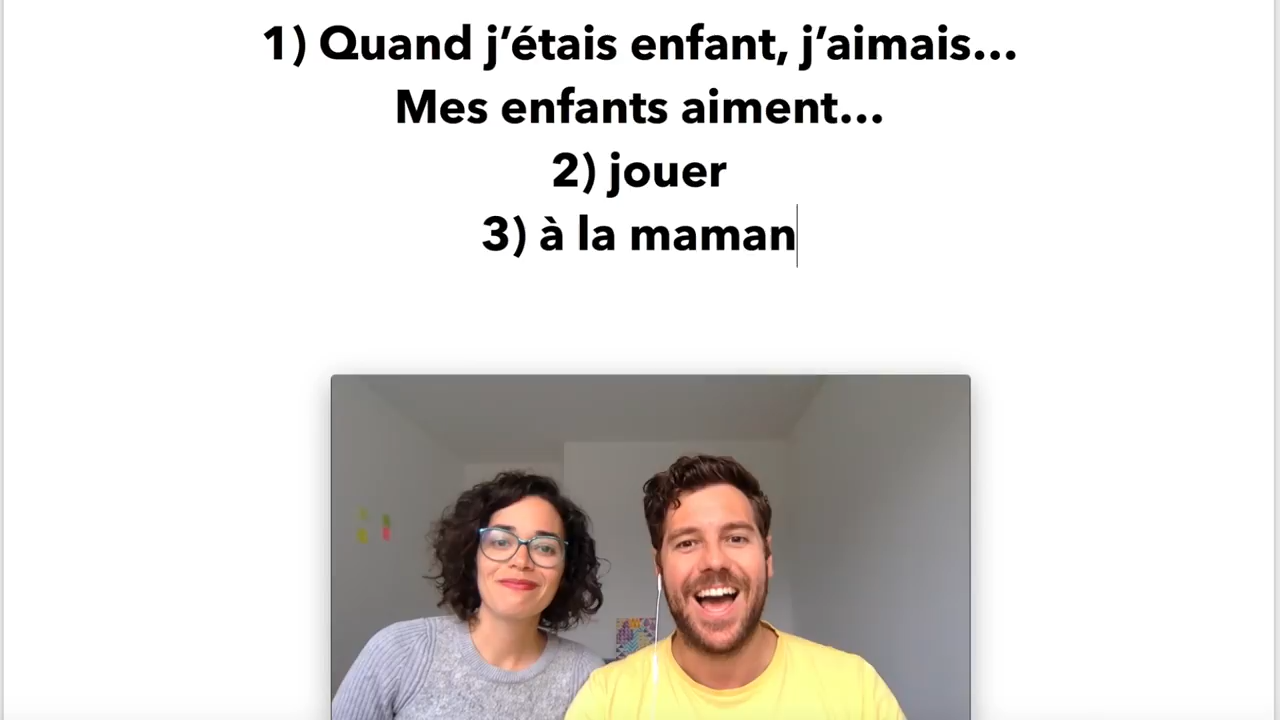 1) Quand j’étais enfant, j’aimais...
Mes enfants aiment...
2) jouer
3) à la maman